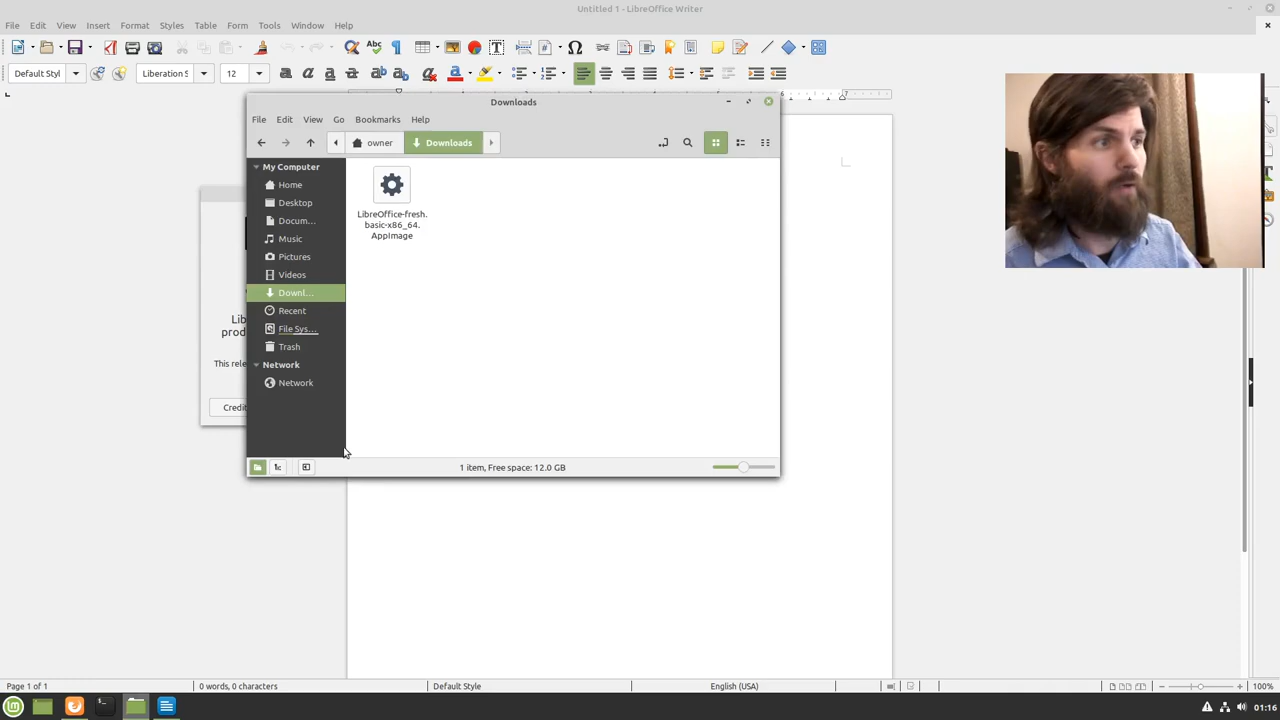 Untitled 1 - LibreOffice Writer
File Edit View Insert Format Styles Table Form Tools Window Help
Default Styl Liberation S 12
Downloads
File Edit View Go Bookmarks Help
owner Downloads
My Computer
Home
Desktop
Docum...
Music
Pictures
Videos
Downl...
Recent
File Sys...
Trash
Network
Network
LibreOffice-fresh.
basic-x86_64.
AppImage
1 item, Free space: 12.0 GB
Lib
prod
This rele
Credit
Page 1 of 1 0 words, 0 characters Default Style English (USA) 100%
01:16